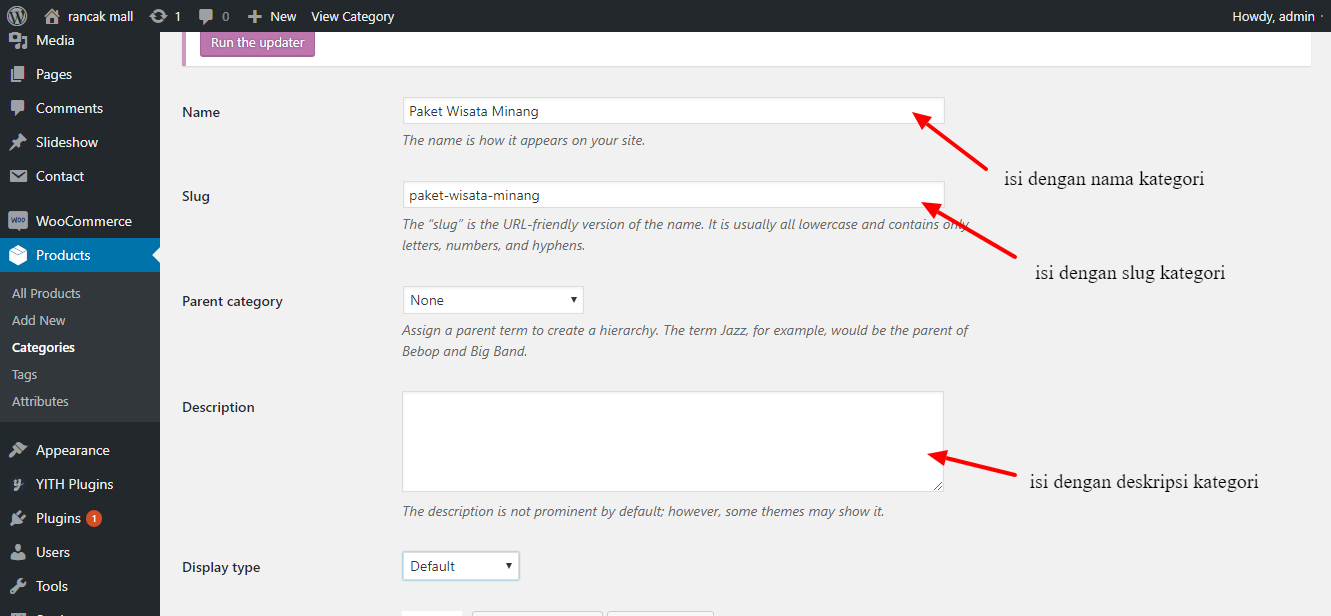 rancak mall 1 0 New View Category Howdy, admin
Media
Pages
Comments
Slideshow
Contact
WooCommerce
Products
All Products
Add New
Categories
Tags
Attributes
Appearance
YITH Plugins
Plugins 1
Users
Tools
Run the updater
Name
Paket Wisata Minang
The name is how it appears on your site.
isi dengan nama kategori
Slug
paket-wisata-minang
The “slug” is the URL-friendly version of the name. It is usually all lowercase and contains only
letters, numbers, and hyphens.
isi dengan slug kategori
Parent category
None
Assign a parent term to create a hierarchy. The term Jazz, for example, would be the parent of
Bebop and Big Band.
Description
isi dengan deskripsi kategori
The description is not prominent by default; however, some themes may show it.
Display type
Default